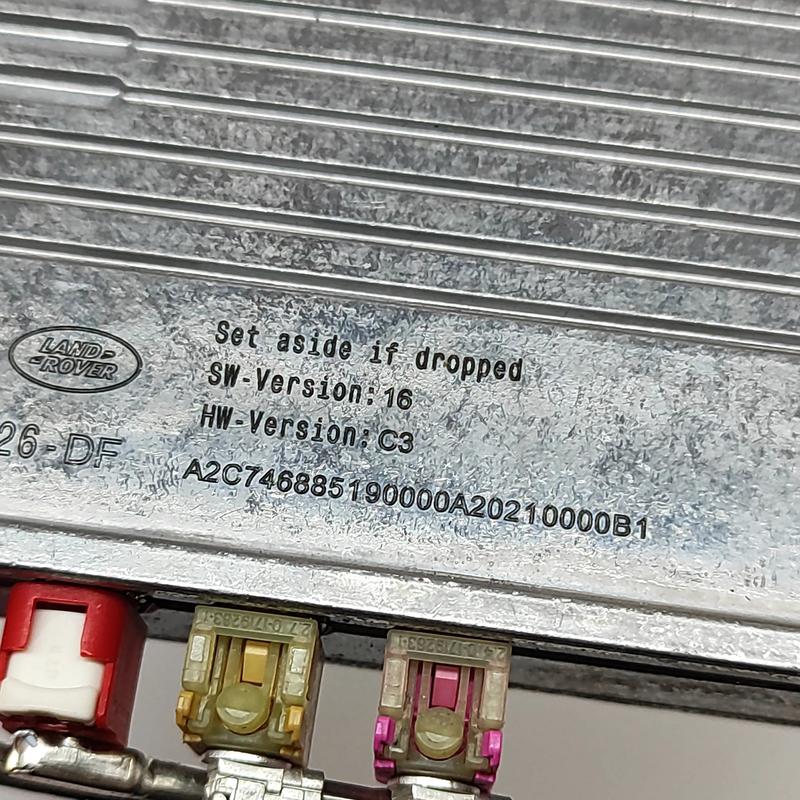 LAND-
-ROVER
Set aside if dropped
SW-Version: 16
HW-Version: C3
26-DF
A2C746885190000A20210000B1